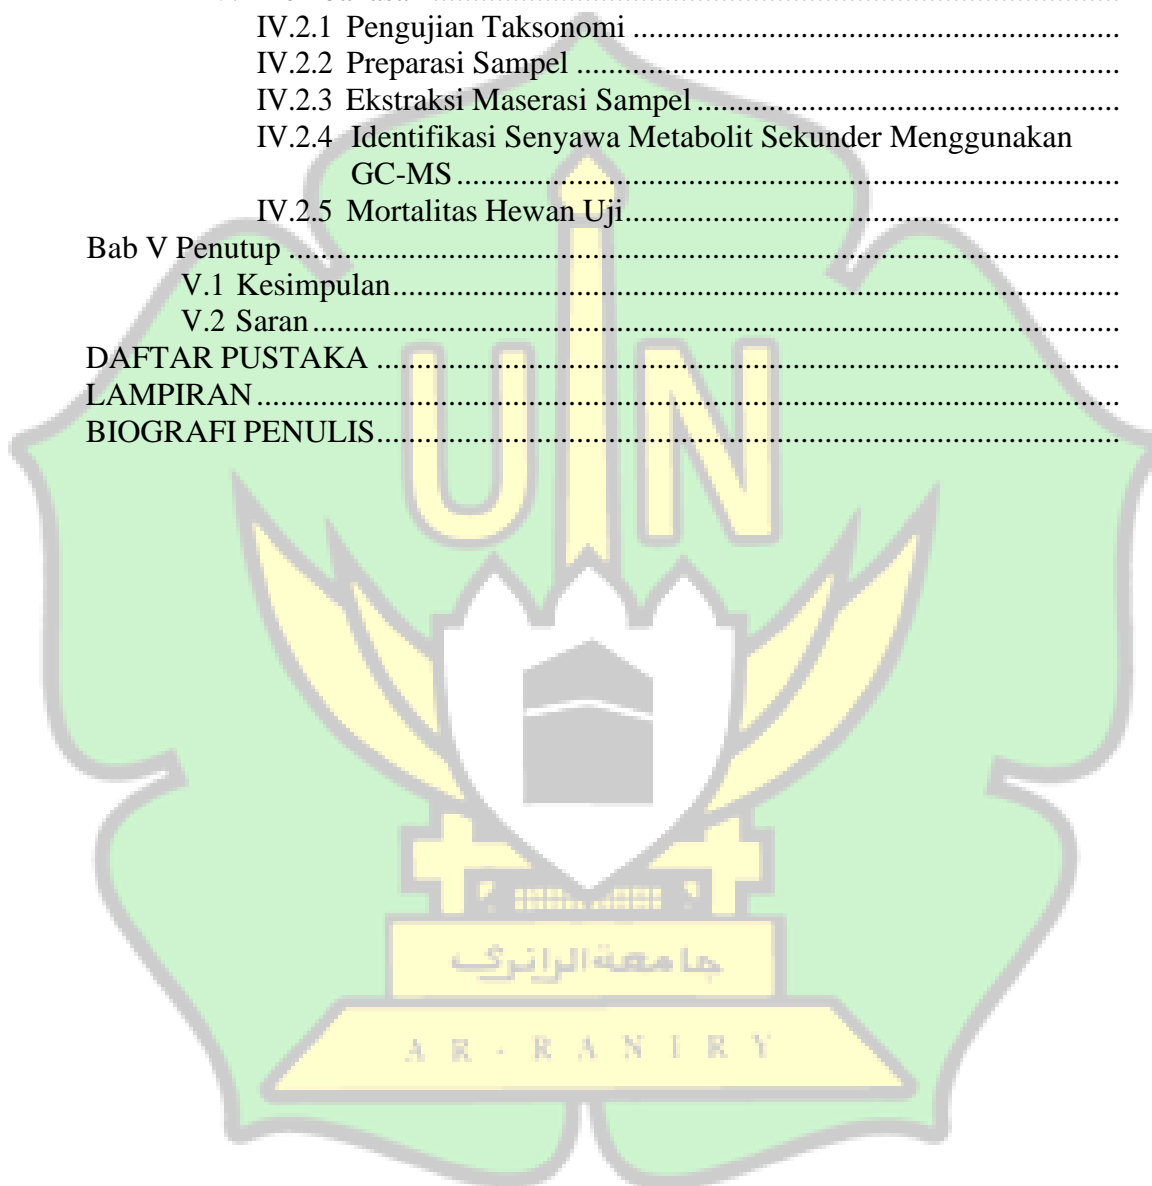 IV.2.1 Pengujian Taksonomi ..............................................................
IV.2.2 Preparasi Sampel .....................................................................
IV.2.3 Ekstraksi Maserasi Sampel ......................................................
IV.2.4 Identifikasi Senyawa Metabolit Sekunder Menggunakan
GC-MS ....................................................................................
IV.2.5 Mortalitas Hewan Uji...............................................................
Bab V Penutup .........................................................................................
V.1 Kesimpulan............................................................................................
V.2 Saran ......................................................................................................
DAFTAR PUSTAKA ..............................................................................................
LAMPIRAN.............................................................................................................
BIOGRAFI PENULIS..............................................................................................
UIN
جامعة الرانري
AR - RANIRY